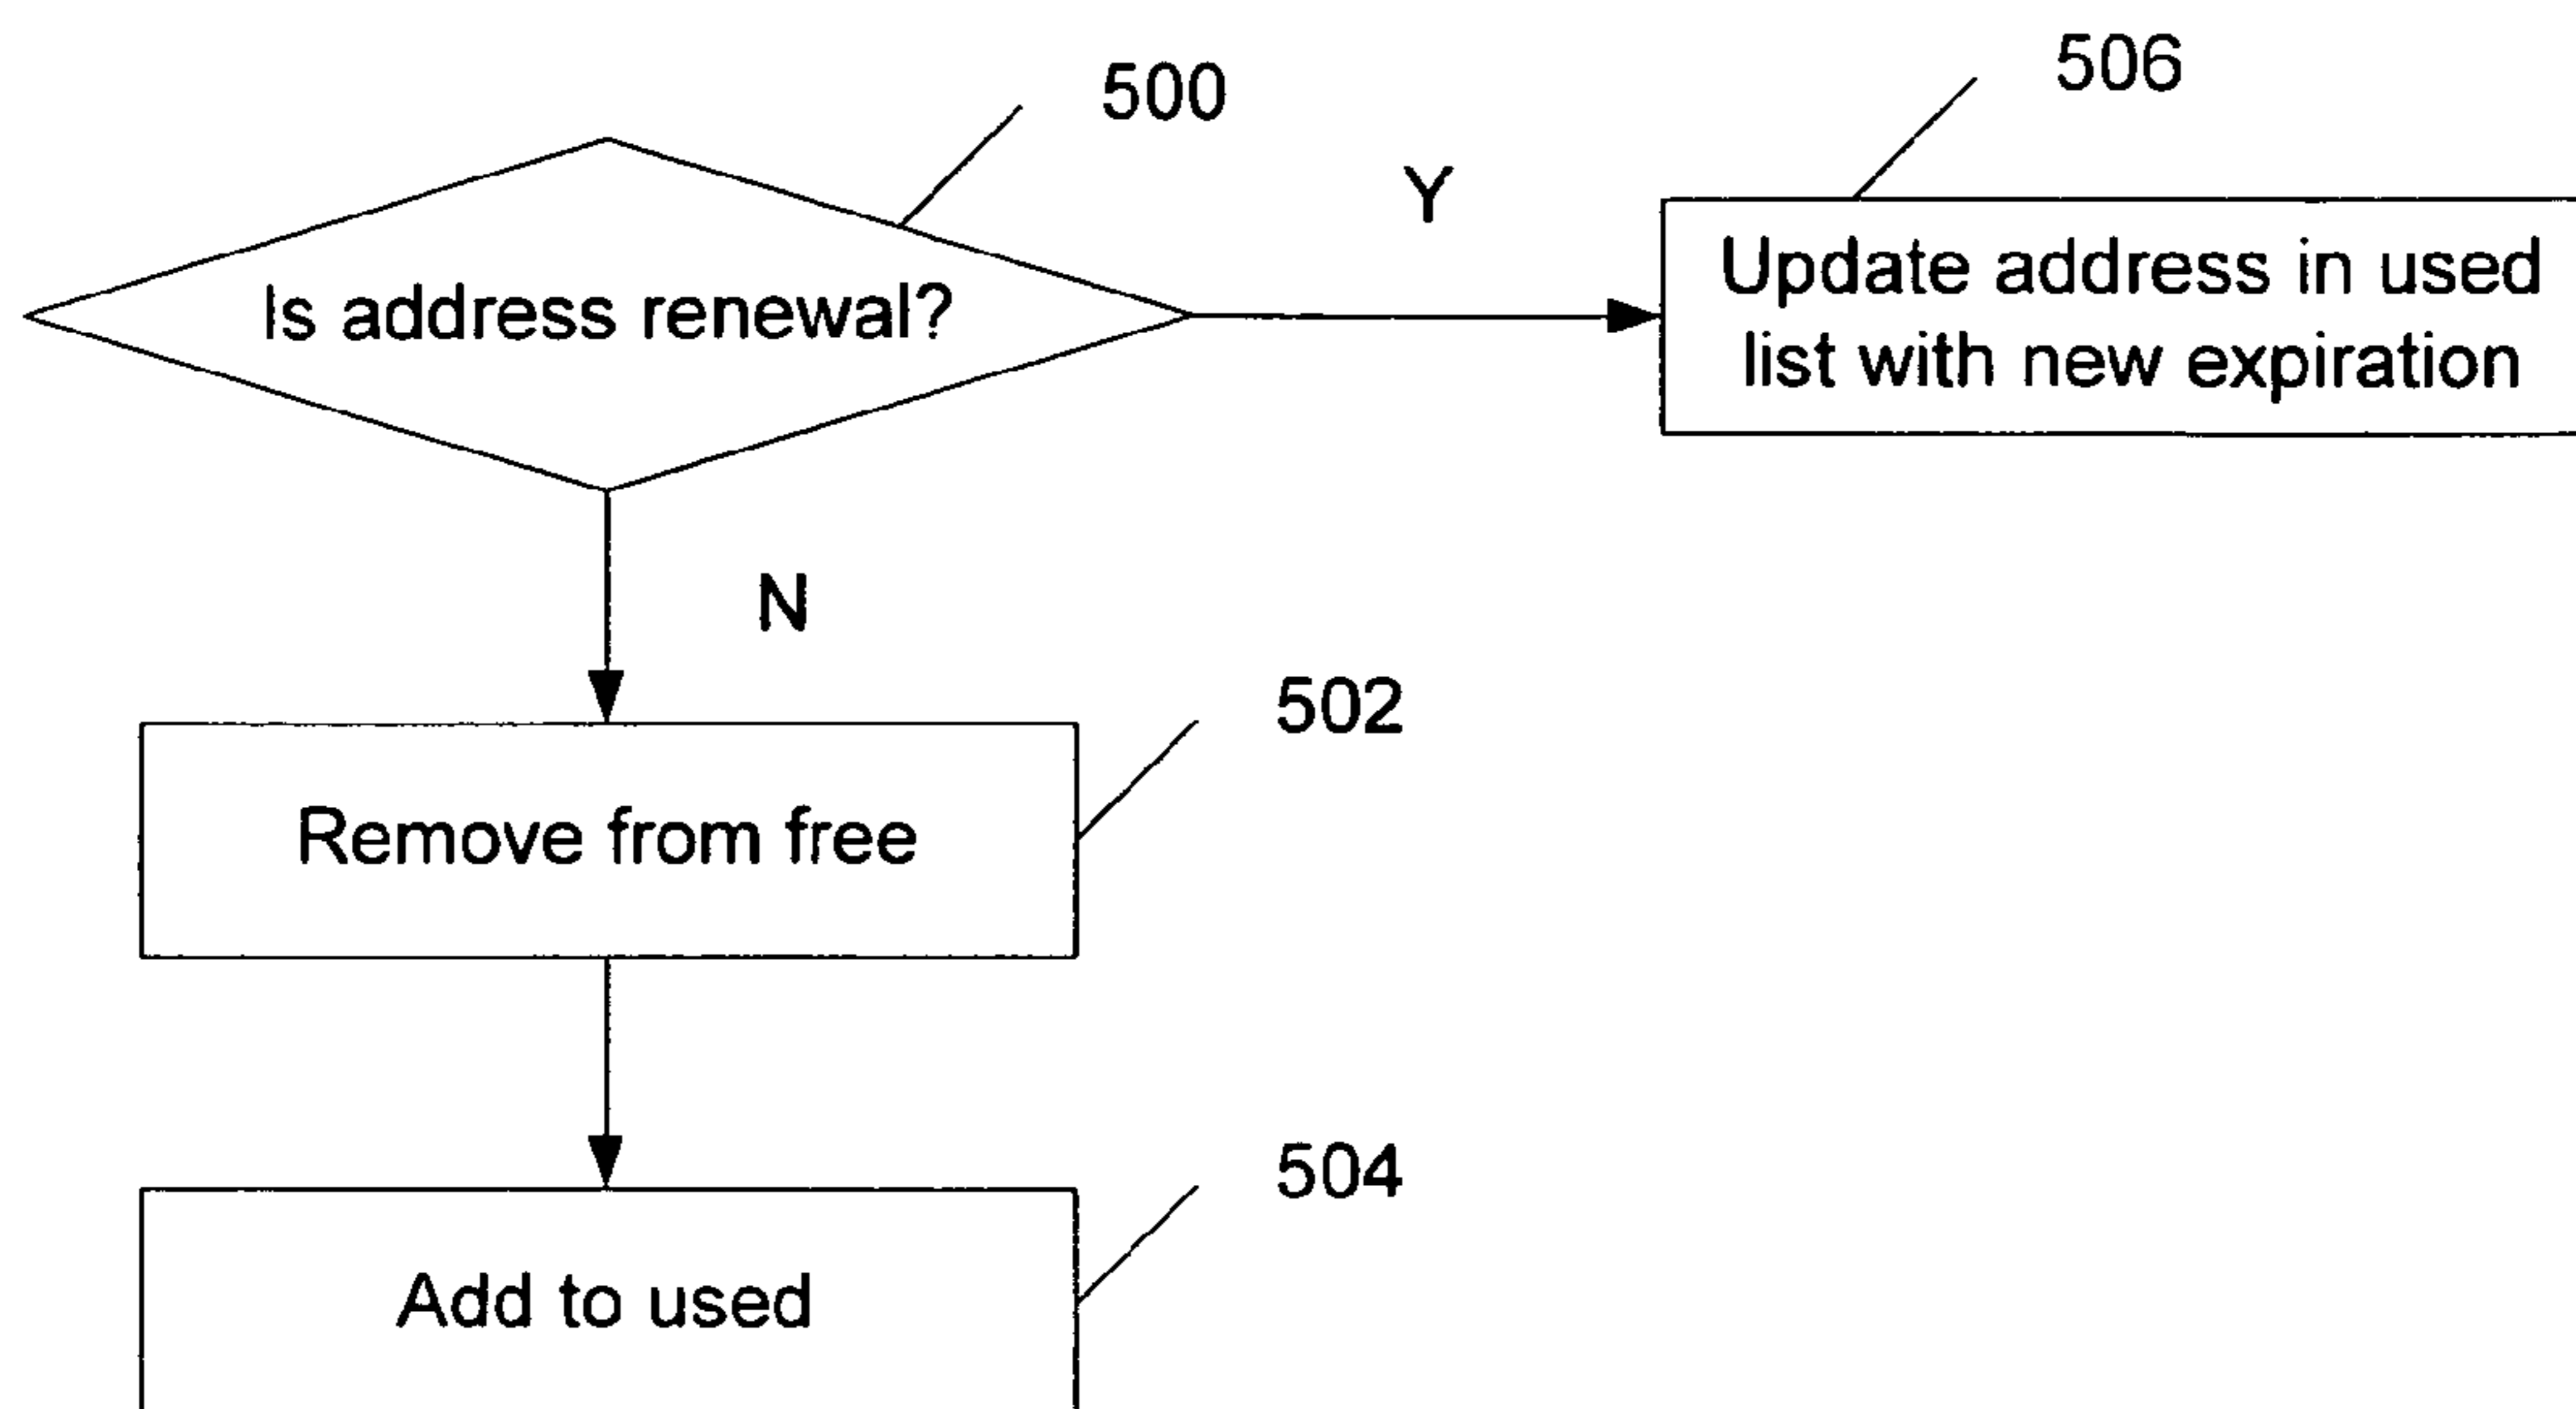 500
506
Y
Is address renewal?
Update address in used
list with new expiration
N
502
Remove from free
504
Add to used